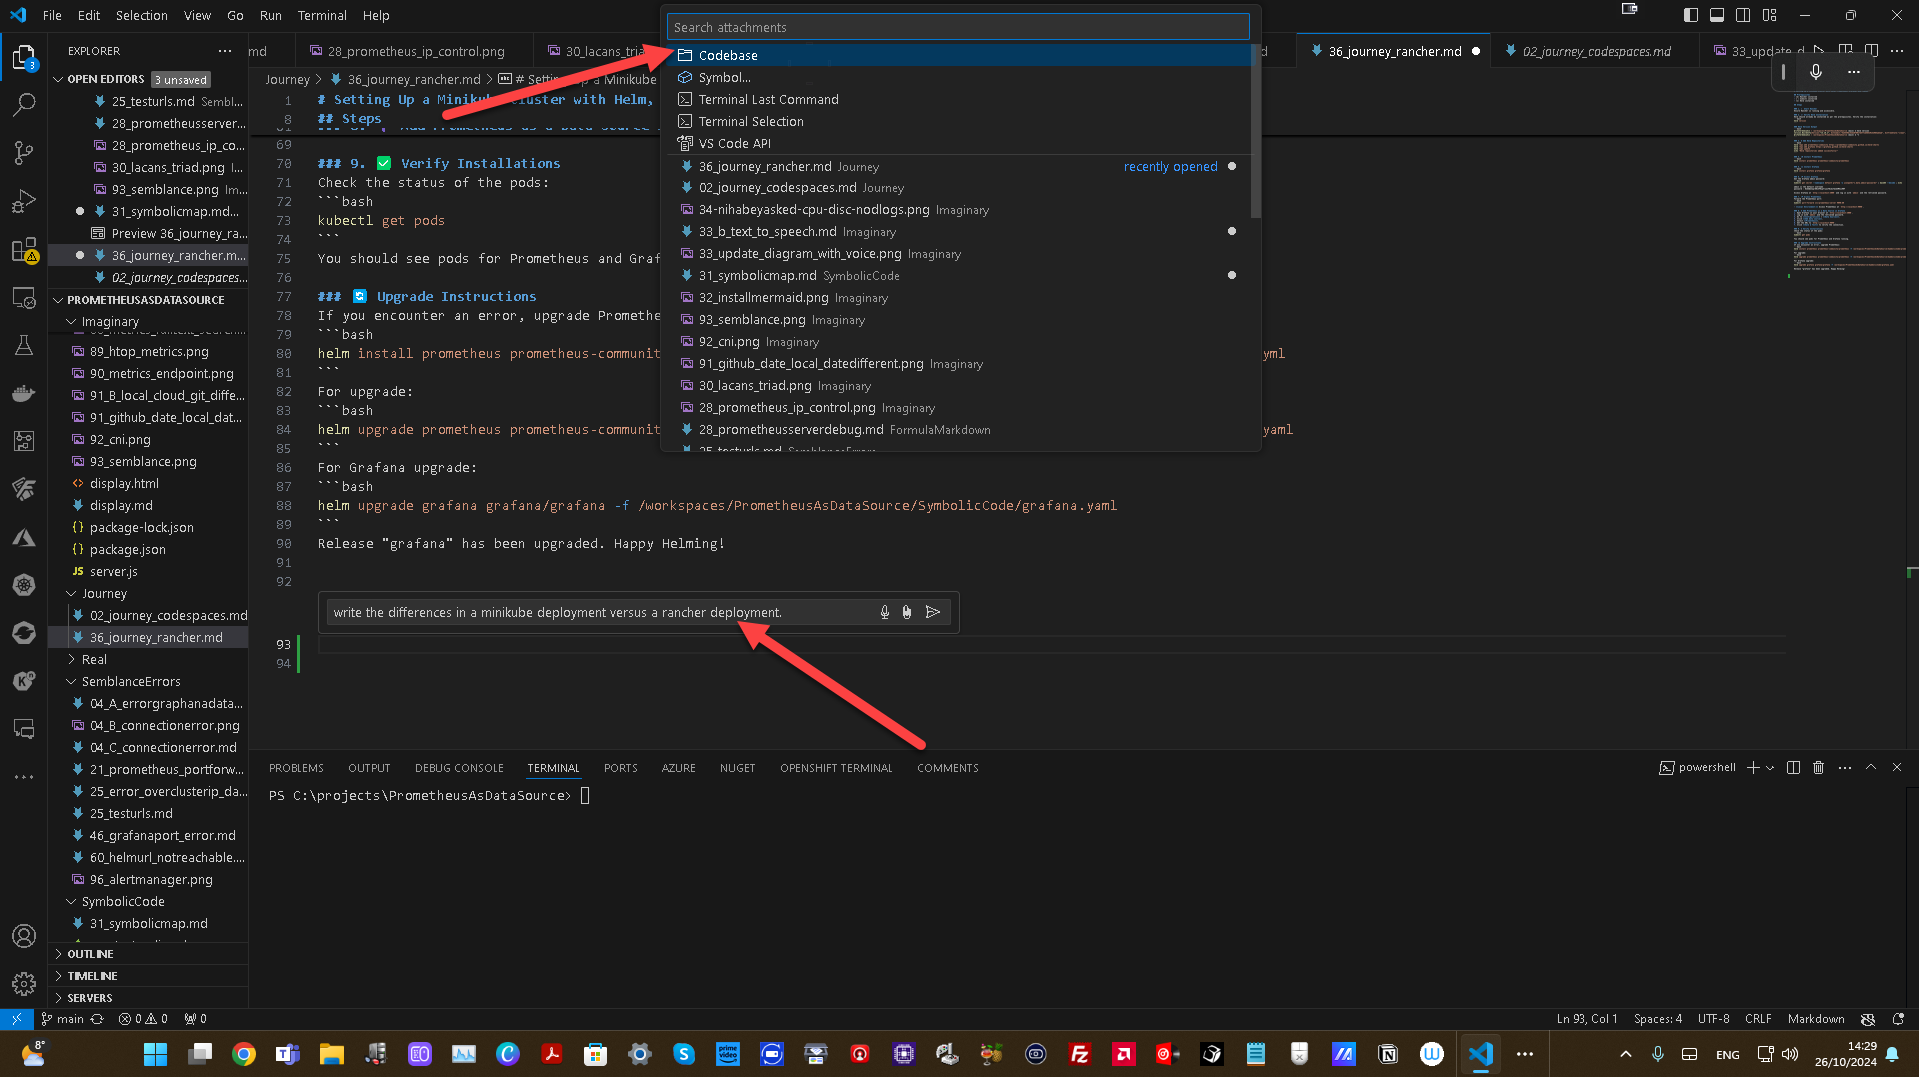 File Edit Selection View Go Run Terminal Help
Search attachments
Codebase
Symbol...
Terminal Last Command
Terminal Selection
VS Code API
36_journey_rancher.md Journey recently opened
02_journey_codespaces.md Journey
34-nihabeyasked-cpu-disc-nodlogs.png Imaginary
33_b_text_to_speech.md Imaginary
33_update_diagram_with_voice.png Imaginary
31_symbolicmap.md SymbolicCode
32_installmermaid.png Imaginary
93_semblance.png Imaginary
92_cni.png Imaginary
91_github_date_local_datedifferent.png Imaginary
30_lacans_triad.png Imaginary
28_prometheus_ip_control.png Imaginary
28_prometheusserverdebug.md FormulaMarkdown
25_testurls.md SemblanceErrors
EXPLORER
OPEN EDITORS 3 unsaved
3
25_testurls.md Sembl...
28_prometheusserver...
28_prometheus_ip_co...
30_lacans_triad.png I...
93_semblance.png Im...
31_symbolicmap.md...
Preview 36_journey_ra...
36_journey_rancher.m...
02_journey_codespaces...
PROMETHEUSASDATASOURCE
Imaginary
89_htop_metrics.png
90_metrics_endpoint.png
91_B_local_cloud_git_diffe...
91_github_date_local_dat...
92_cni.png
93_semblance.png
display.html
display.md
package-lock.json
package.json
JS server.js
Journey
02_journey_codespaces.md
36_journey_rancher.md
Real
SemblanceErrors
04_A_errorgraphanadata...
04_B_connectionerror.png
04_C_connectionerror.md
21_prometheus_portforw...
25_error_overclusterip_da...
25_testurls.md
46_grafanaport_error.md
60_helmurl_notreachable....
96_alertmanager.png
SymbolicCode
31_symbolicmap.md
OUTLINE
TIMELINE
SERVERS
md 28_prometheus_ip_control.png 30_lacans_tria 36_journey_rancher.md 02_journey_codespaces.md 33_update_d
Journey > 36_journey_rancher.md > # Setting Up a Minikube
1 # Setting Up a Minikube Cluster with Helm,
8 ## Steps
69
70 ### 9. ✅ Verify Installations
71 Check the status of the pods:
72 ```bash
73 kubectl get pods
74 ```
75 You should see pods for Prometheus and Graf
76
77 ### 🔄 Upgrade Instructions
78 If you encounter an error, upgrade Promethe
79 ```bash
80 helm install prometheus prometheus-communit yml
81 ```
82 For upgrade:
83 ```bash
84 helm upgrade prometheus prometheus-communit yaml
85 ```
86 For Grafana upgrade:
87 ```bash
88 helm upgrade grafana grafana/grafana -f /workspaces/PrometheusAsDataSource/SymbolicCode/grafana.yaml
89 ```
90 Release "grafana" has been upgraded. Happy Helming!
91
92
write the differences in a minikube deployment versus a rancher deployment.
93
94
PROBLEMS OUTPUT DEBUG CONSOLE TERMINAL PORTS AZURE NUGET OPENSHIFT TERMINAL COMMENTS
powershell
PS C:\projects\PrometheusAsDataSource>
main 0 0 0
Ln 93, Col 1 Spaces: 4 UTF-8 CRLF Markdown
8°
ENG
14:29
26/10/2024